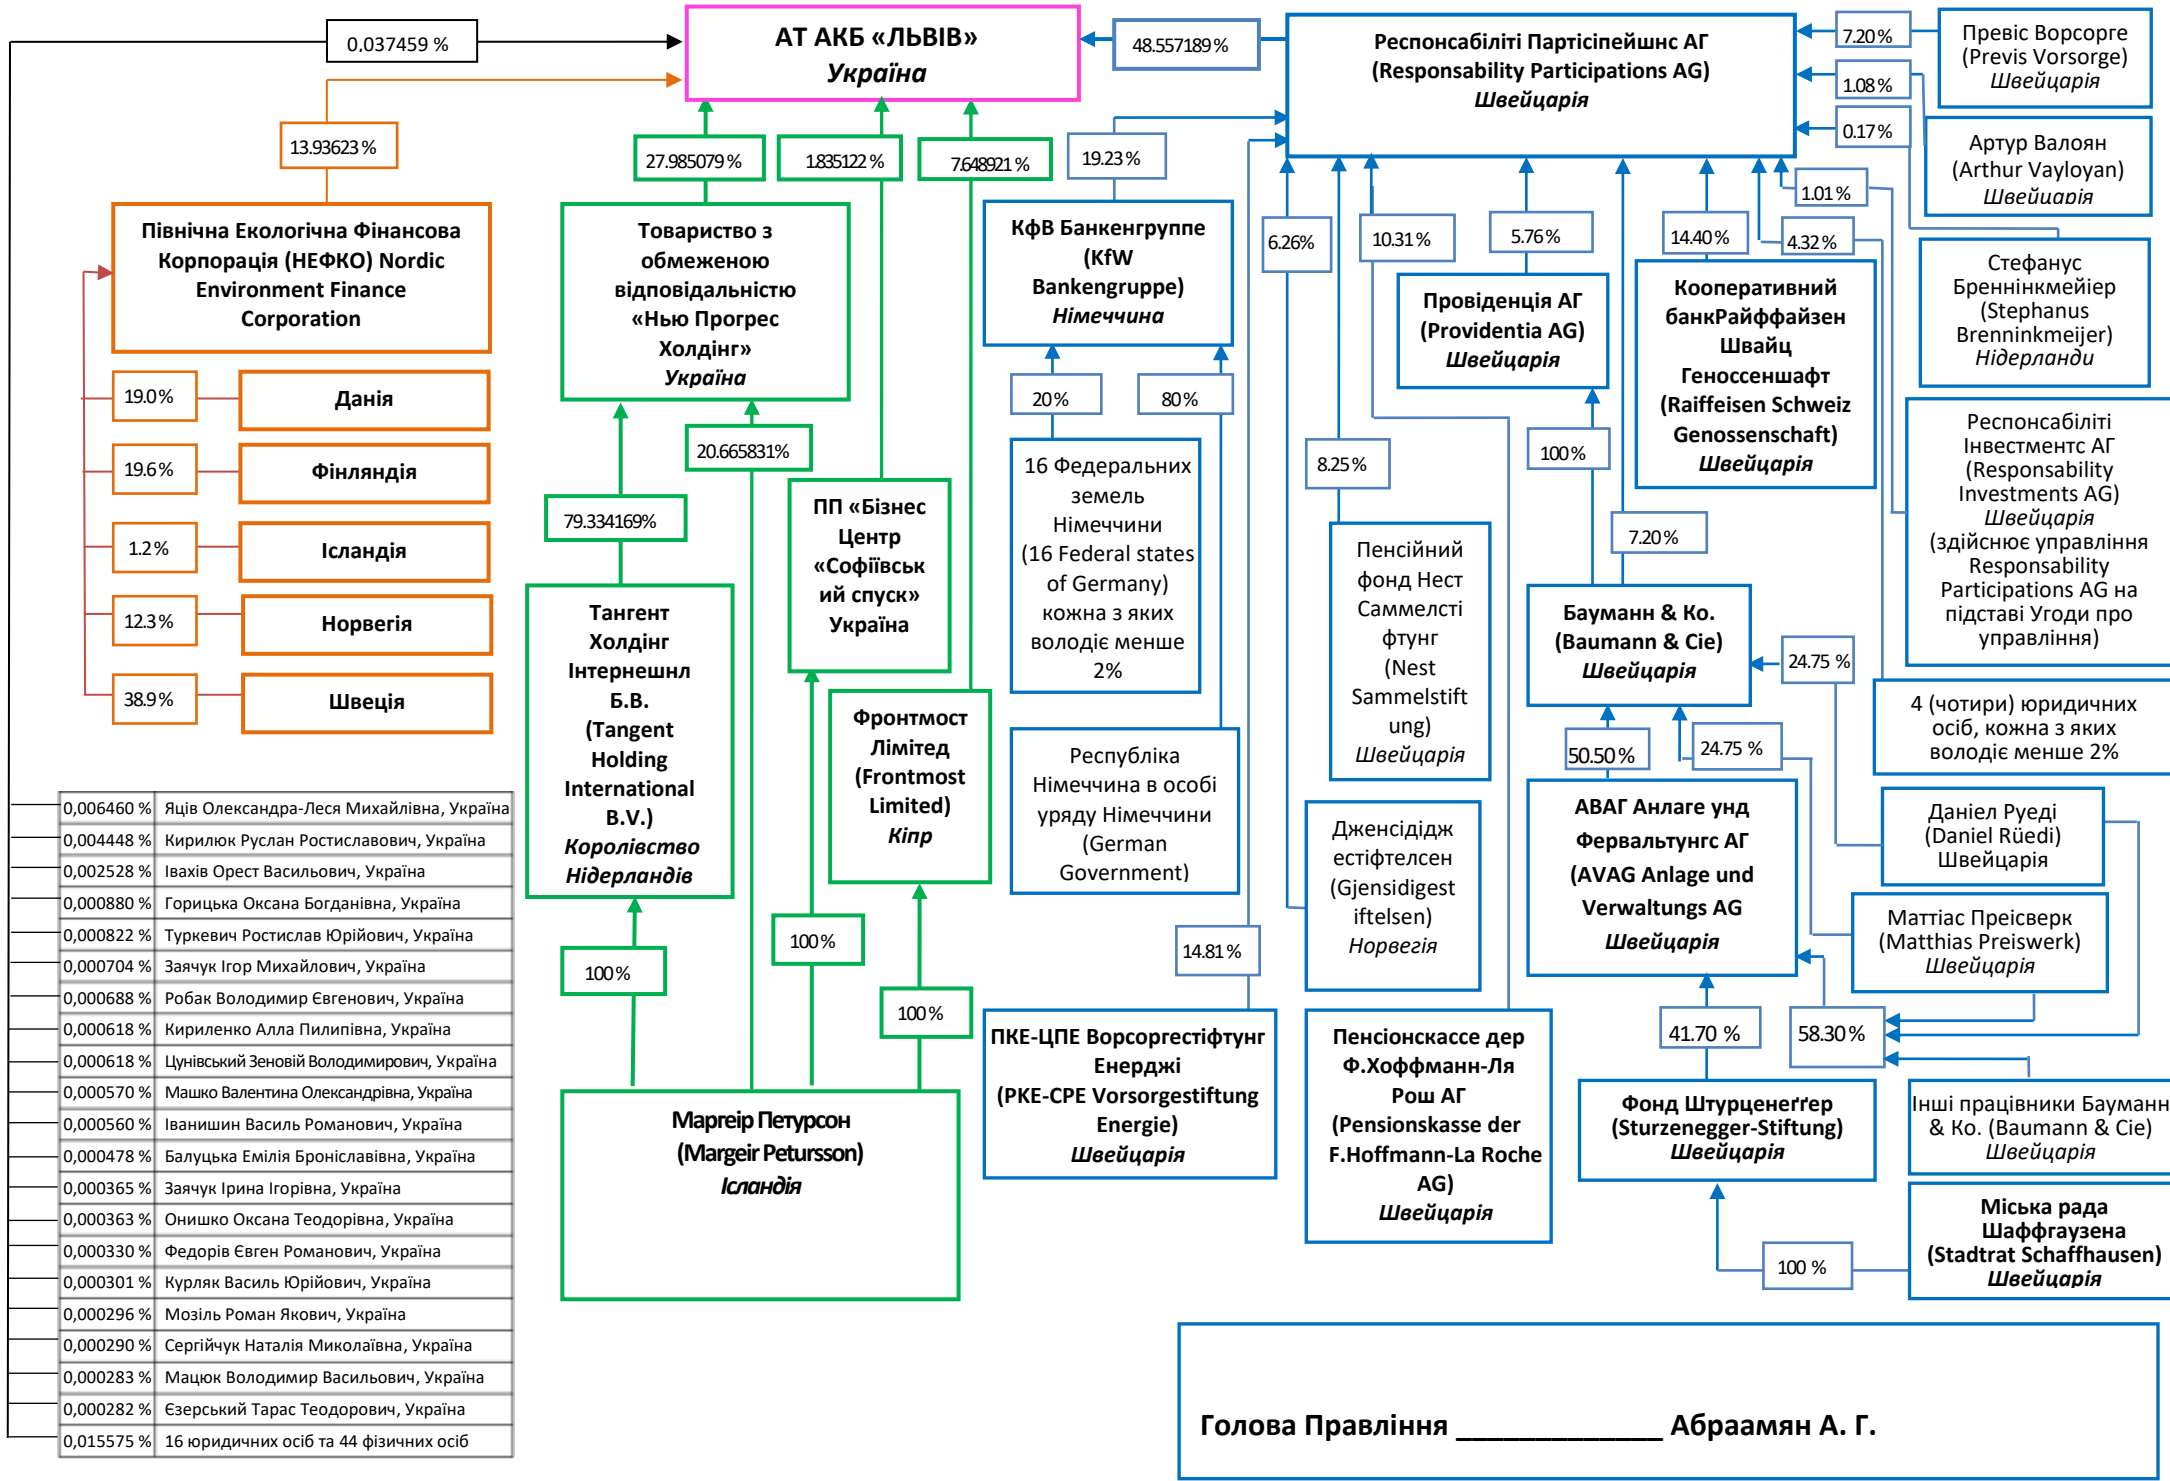 0,037459 %
АТ АКБ «ЛЬВІВ»
Україна
48.557189 %
Респонсабіліті Партісіпейшнс АГ
(Responsability Participations AG)
Швейцарія
7.20 %
Превіс Ворсорге
(Previs Vorsorge)
Швейцарія
1.08 %
0.17 %
Артур Валоян
(Arthur Vayloyan)
Швейцарія
13.93623 %
27.985079 %
1.835122 %
7.648921 %
19.23 %
1.01 %
Північна Екологічна Фінансова
Корпорація (НЕФКО) Nordic
Environment Finance
Corporation
Товариство з
обмеженою
відповідальністю
«Нью Прогрес
Холдінг»
Україна
КфВ Банкенгруппе
(KfW
Bankengruppe)
Німеччина
6.26%
10.31 %
5.76 %
14.40 %
4.32 %
Провіденція АГ
(Providentia AG)
Швейцарія
Кооперативний
банкРайффайзен
Швайц
Геноссеншафт
(Raiffeisen Schweiz
Genossenschaft)
Швейцарія
Стефанус
Бреннінкмейіер
(Stephanus
Brenninkmeijer)
Нідерланди
19.0 %
Данія
19.6 %
Фінляндія
1.2 %
Ісландія
12.3 %
Норвегія
38.9 %
Швеція
20.665831%
79.334169%
20 %
80 %
8.25 %
100 %
7.20 %
16 Федеральних
земель
Німеччини
(16 Federal states
of Germany)
кожна з яких
володіє менше
2%
ПП «Бізнес
Центр
«Софіївськ
ий спуск»
Україна
Пенсійний
фонд Нест
Саммелсті
фтунг
(Nest
Sammelstift
ung)
Швейцарія
Респонсабіліті
Інвестментс АГ
(Responsability
Investments AG)
Швейцарія
(здійснює управління
Responsability
Participations AG на
підставі Угоди про
управління)
Тангент
Холдінг
Інтернешнл
Б.В.
(Tangent
Holding
International
B.V.)
Королівство
Нідерландів
Фронтмост
Лімітед
(Frontmost
Limited)
Кіпр
Бауманн & Ко.
(Baumann & Cie)
Швейцарія
24.75 %
50.50 %
24.75 %
4 (чотири) юридичних
осіб, кожна з яких
володіє менше 2%
Республіка
Німеччина в особі
уряду Німеччини
(German
Government)
Дженсідідж
естіфтелсен
(Gjensidigest
iftelsen)
Норвегія
АВАГ Анлаге унд
Фервальтунгс АГ
(AVAG Anlage und
Verwaltungs AG
Швейцарія
Даніел Руеді
(Daniel Rüedi)
Швейцарія
Маттіас Преісверк
(Matthias Preiswerk)
Швейцарія
0,006460 % Яців Олександра-Леся Михайлівна, Україна
0,004448 % Кирилюк Руслан Ростиславович, Україна
0,002528 % Івахів Орест Васильович, Україна
0,000880 % Горицька Оксана Богданівна, Україна
0,000822 % Туркевич Ростислав Юрійович, Україна
0,000704 % Заячук Ігор Михайлович, Україна
0,000688 % Робак Володимир Євгенович, Україна
0,000618 % Кириленко Алла Пилипівна, Україна
0,000618 % Цунівський Зеновій Володимирович, Україна
0,000570 % Машко Валентина Олександрівна, Україна
0,000560 % Іванишин Василь Романович, Україна
0,000478 % Балуцька Емілія Броніславівна, Україна
0,000365 % Заячук Ірина Ігорівна, Україна
0,000363 % Онишко Оксана Теодорівна, Україна
0,000330 % Федорів Євген Романович, Україна
0,000301 % Курляк Василь Юрійович, Україна
0,000296 % Мозіль Роман Якович, Україна
0,000290 % Сергійчук Наталія Миколаївна, Україна
0,000283 % Мацюк Володимир Васильович, Україна
0,000282 % Єзерський Тарас Теодорович, Україна
0,015575 % 16 юридичних осіб та 44 фізичних осіб
100 %
100 %
100 %
14.81 %
41.70 %
58.30 %
Маргеір Петурсон
(Margeir Petursson)
Ісландія
ПКЕ-ЦПЕ Ворсоргестіфтунг
Енерджі
(PKE-CPE Vorsorgestiftung
Energie)
Швейцарія
Пенсіонскассе дер
Ф.Хоффманн-Ля
Рош АГ
(Pensionskasse der
F.Hoffmann-La Roche
AG)
Швейцарія
Фонд Штурценеґґер
(Sturzenegger-Stiftung)
Швейцарія
Інші працівники Бауманн
& Ко. (Baumann & Cie)
Швейцарія
100 %
Міська рада
Шаффгаузена
(Stadtrat Schaffhausen)
Швейцарія
Голова Правління _____________ Абраамян А. Г.